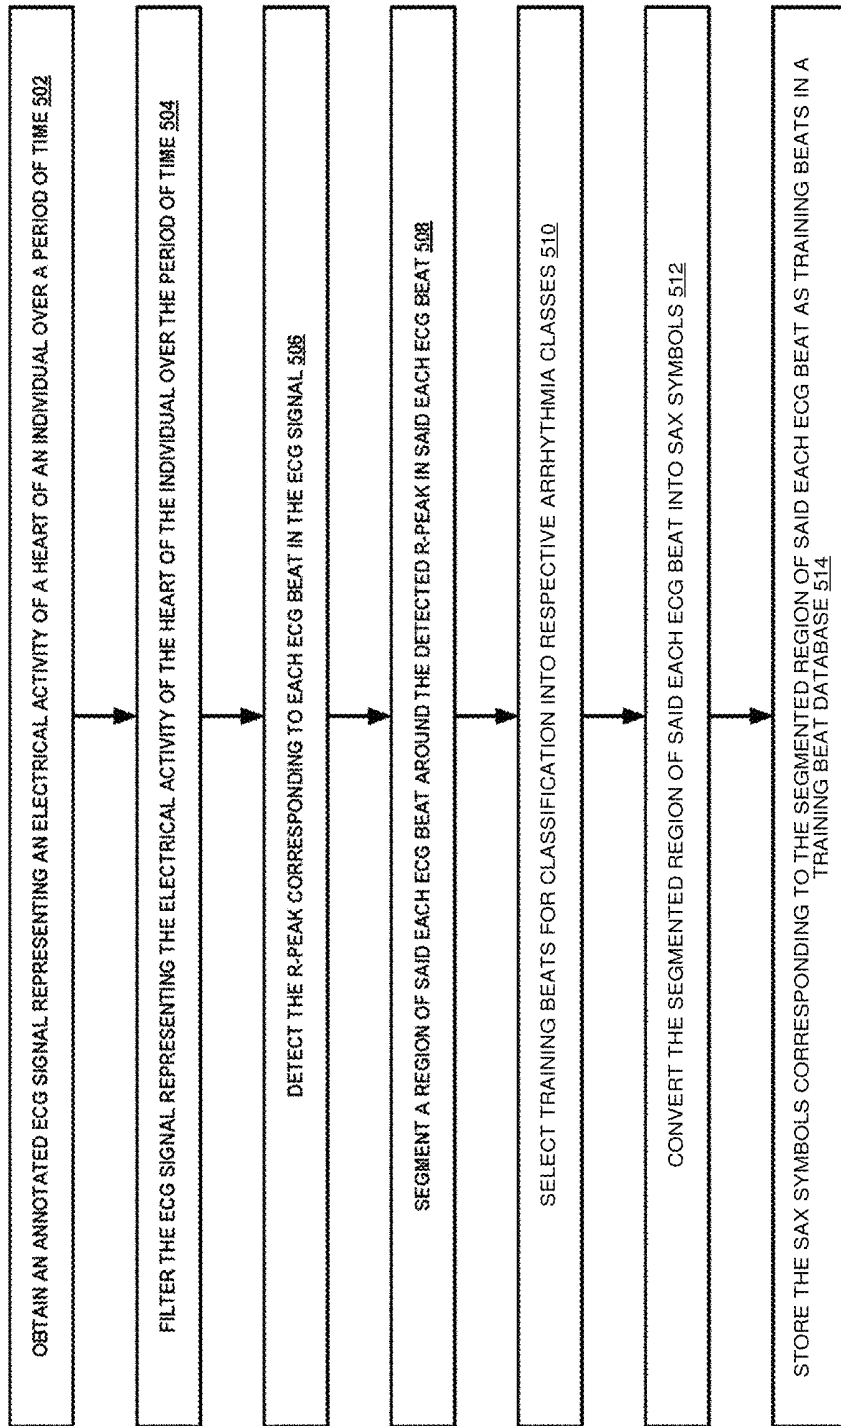 OBTAIN AN ANNOTATED ECG SIGNAL REPRESENTING AN ELECTRICAL ACTIVITY OF A HEART OF AN INDIVIDUAL OVER A PERIOD OF TIME 502
FILTER THE ECG SIGNAL REPRESENTING THE ELECTRICAL ACTIVITY OF THE HEART OF THE INDIVIDUAL OVER THE PERIOD OF TIME 504
DETECT THE R-PEAK CORRESPONDING TO EACH ECG BEAT IN THE ECG SIGNAL 506
SEGMENT A REGION OF SAID EACH ECG BEAT AROUND THE DETECTED R-PEAK IN SAID EACH ECG BEAT 508
SELECT TRAINING BEATS FOR CLASSIFICATION INTO RESPECTIVE ARRHYTHMIA CLASSES 510
CONVERT THE SEGMENTED REGION OF SAID EACH ECG BEAT INTO SAX SYMBOLS 512
STORE THE SAX SYMBOLS CORRESPONDING TO THE SEGMENTED REGION OF SAID EACH ECG BEAT AS TRAINING BEATS IN A
TRAINING BEAT DATABASE 514